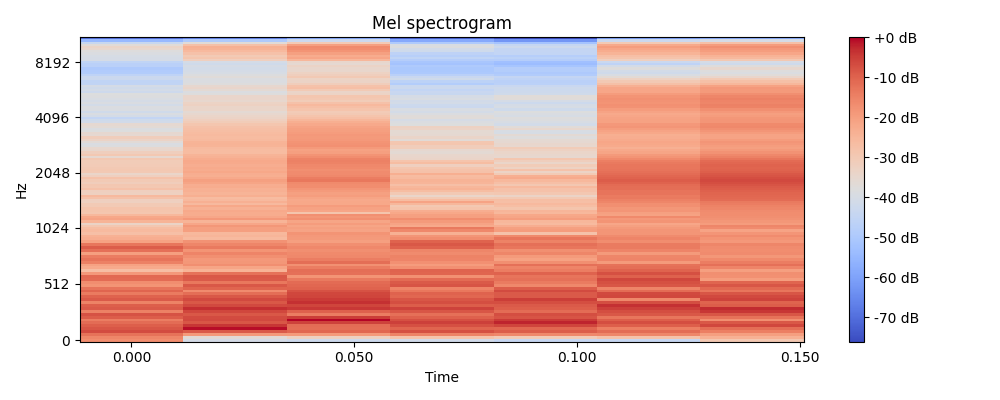 Mel spectrogram
Hz
8192
4096
2048
1024
512
0
0.000
0.050
0.100
0.150
Time
+0 dB
-10 dB
-20 dB
-30 dB
-40 dB
-50 dB
-60 dB
-70 dB